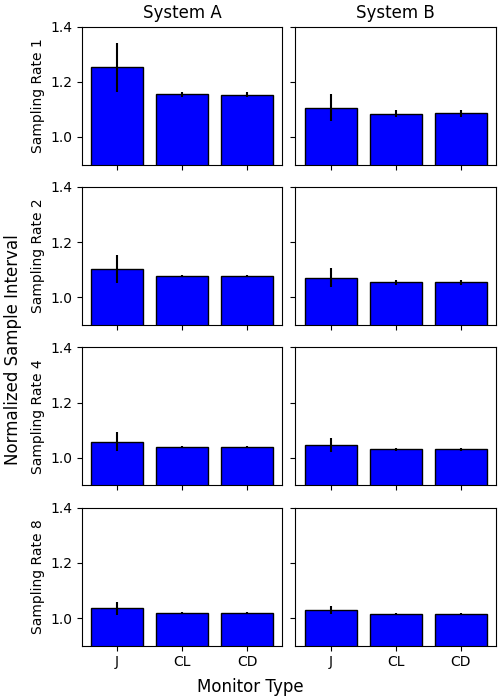 System A
System B
Normalized Sample Interval
Sampling Rate 1
1.4
1.2
1.0
Sampling Rate 2
1.4
1.2
1.0
Sampling Rate 4
1.4
1.2
1.0
Sampling Rate 8
1.4
1.2
1.0
J
CL
CD
J
CL
CD
Monitor Type